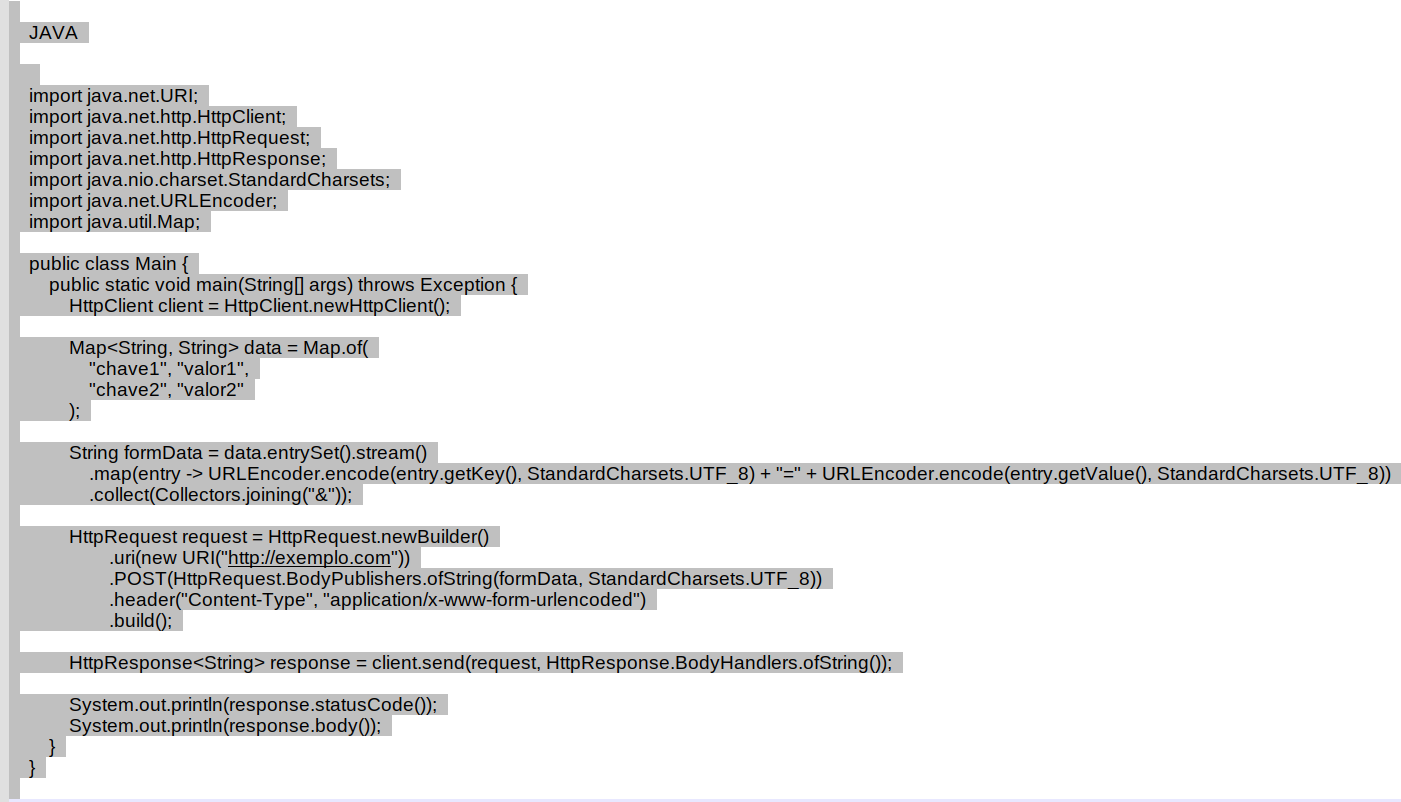 JAVA
import java.net.URI;
import java.net.http.HttpClient;
import java.net.http.HttpRequest;
import java.net.http.HttpResponse;
import java.nio.charset.StandardCharsets;
import java.net.URLEncoder;
import java.util.Map;
public class Main {
public static void main(String[] args) throws Exception {
HttpClient client = HttpClient.newHttpClient();
Map<String, String> data = Map.of(
"chave1", "valor1",
"chave2", "valor2"
);
String formData = data.entrySet().stream()
.map(entry -> URLEncoder.encode(entry.getKey(), StandardCharsets.UTF_8) + "=" + URLEncoder.encode(entry.getValue(), StandardCharsets.UTF_8))
.collect(Collectors.joining("&"));
HttpRequest request = HttpRequest.newBuilder()
.uri(new URI("http://exemplo.com"))
.POST(HttpRequest.BodyPublishers.ofString(formData, StandardCharsets.UTF_8))
.header("Content-Type", "application/x-www-form-urlencoded")
.build();
HttpResponse<String> response = client.send(request, HttpResponse.BodyHandlers.ofString());
System.out.println(response.statusCode());
System.out.println(response.body());
}
}